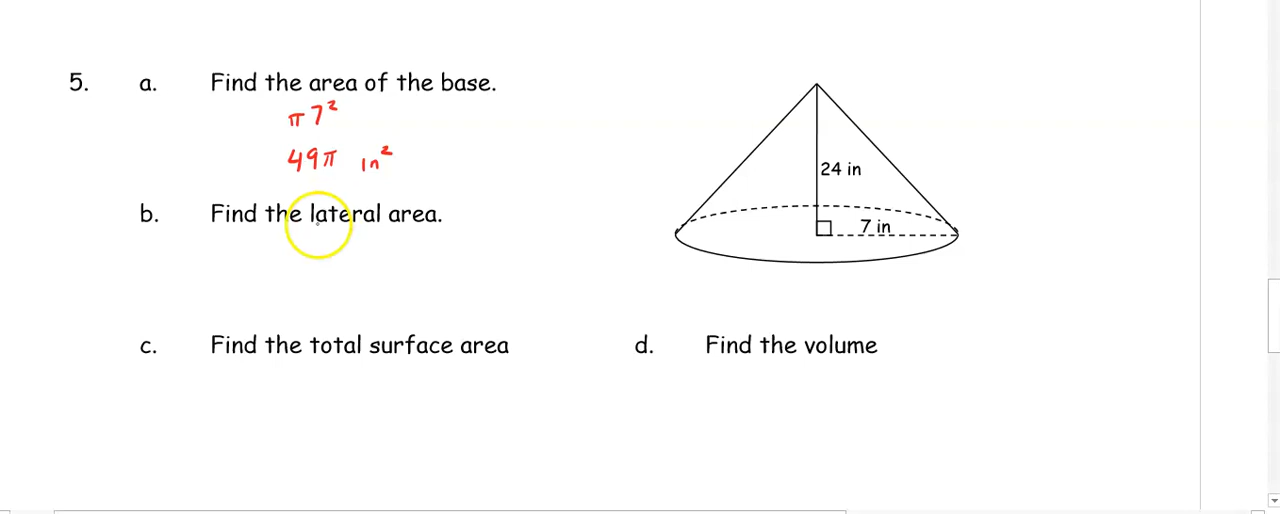 5. a. Find the area of the base.
π7²
49π in²
24 in
b. Find the lateral area.
7 in
c. Find the total surface area
d. Find the volume